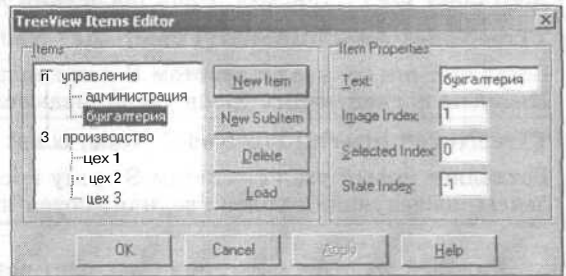 TreeView Items Editor
Items
управление
администрация
бухгалтерия
3 производство
цех 1
цех 2
цех 3
New Item
New SubItem
Delete
Load
Item Properties
Text: бухгалтерия
Image Index: 1
Selected Index: 0
State Index: -1
OK
Cancel
Apply
Help